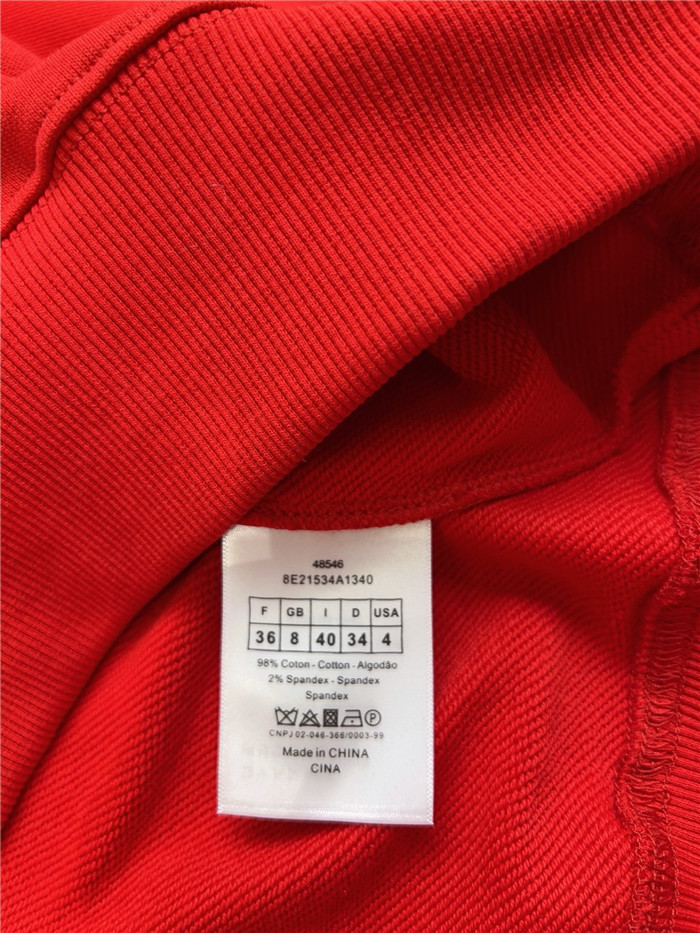 48546
8E21534A1340
F GB I D USA
36 8 40 34 4
98% Coton - Cotton - Algodão
2% Spandex - Spandex
Spandex
CNPJ 02-046-366/0003-99
Made in CHINA
CINA